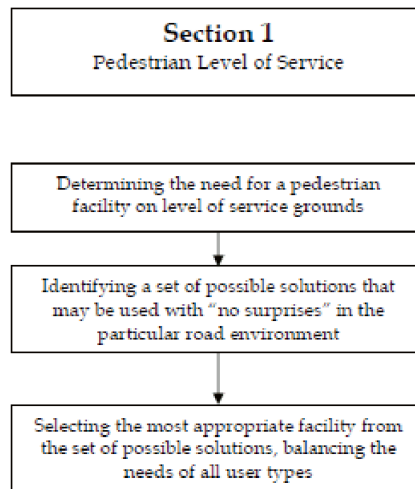 Section 1
Pedestrian Level of Service
Determining the need for a pedestrian
facility on level of service grounds
Identifying a set of possible solutions that
may be used with “no surprises” in the
particular road environment
Selecting the most appropriate facility from
the set of possible solutions, balancing the
needs of all user types